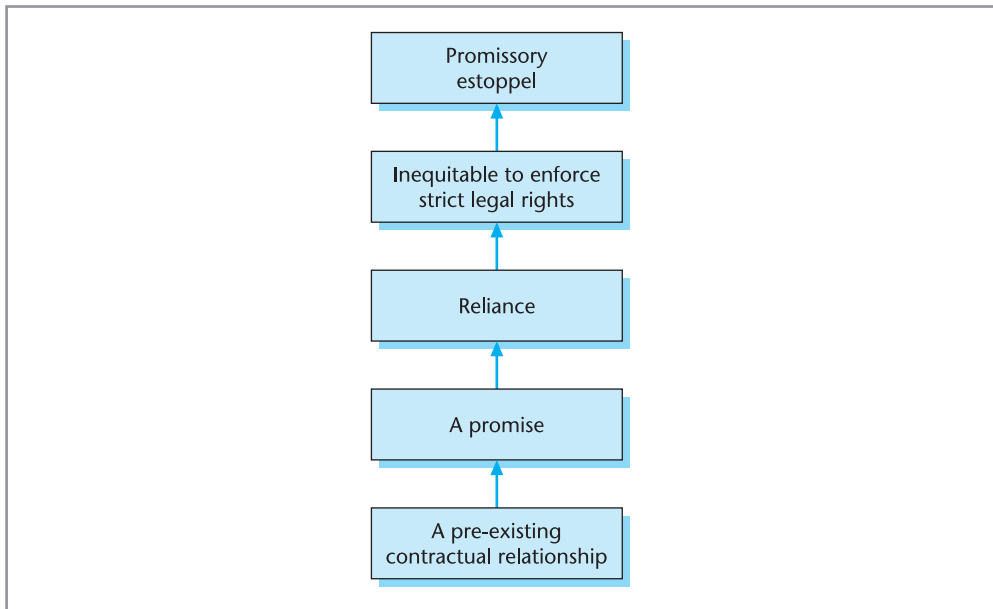 Promissory
estoppel
Inequitable to enforce
strict legal rights
Reliance
A promise
A pre-existing
contractual relationship